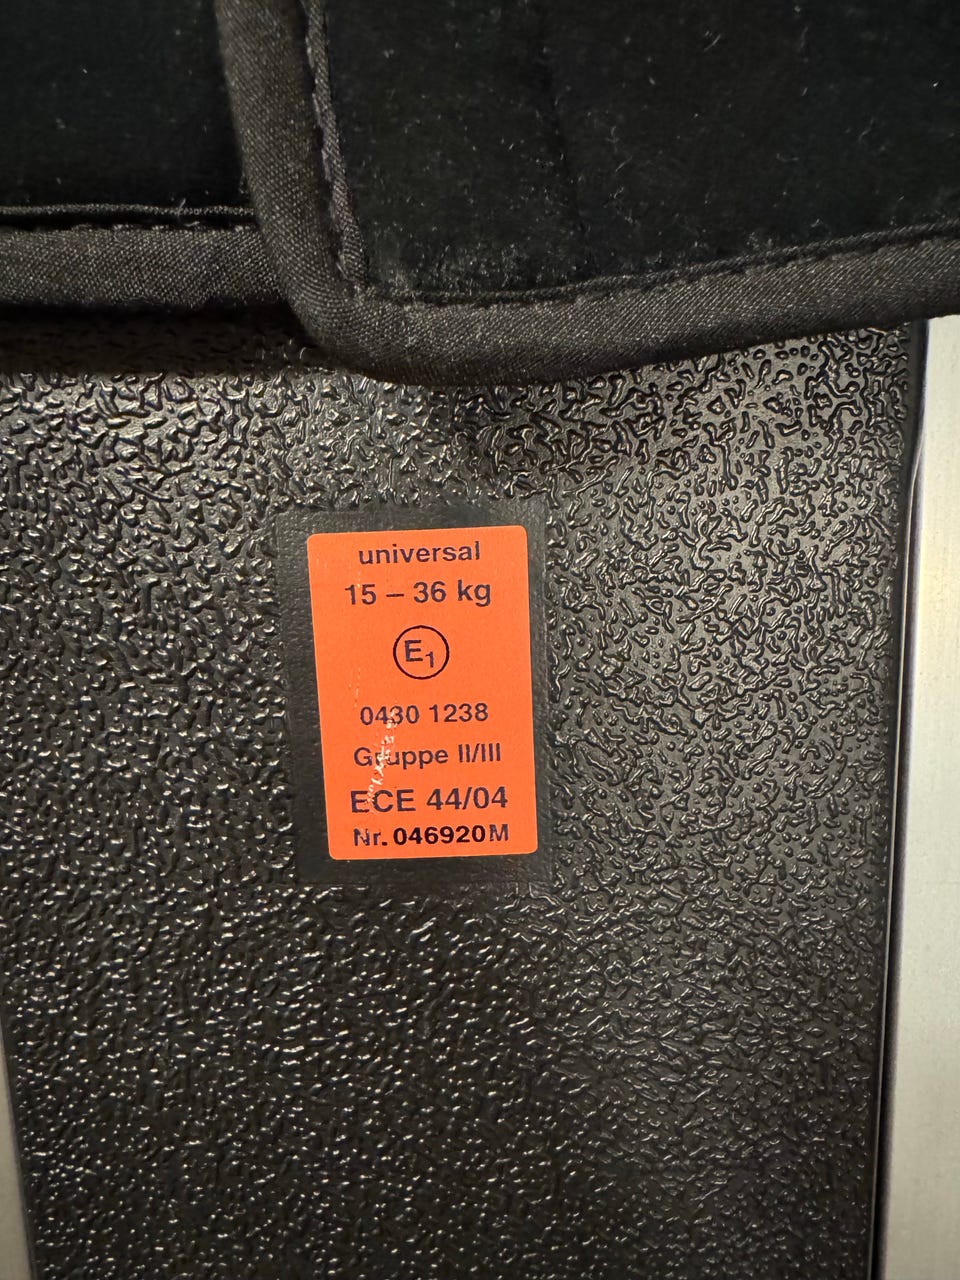 universal
15 – 36 kg
E1
0430 1238
Gruppe II/III
ECE 44/04
Nr. 046920M